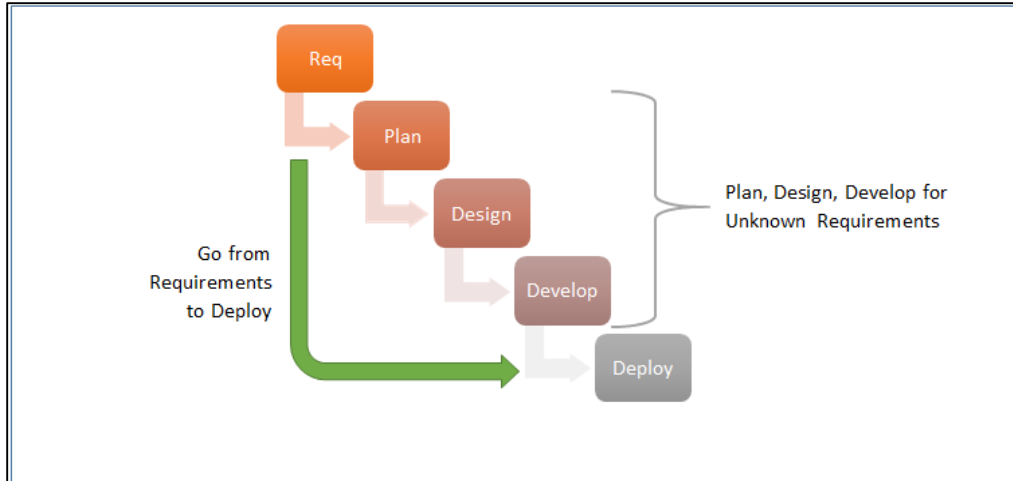 Req
Plan
Design
Develop
Deploy
Go from
Requirements
to Deploy
Plan, Design, Develop for
Unknown Requirements